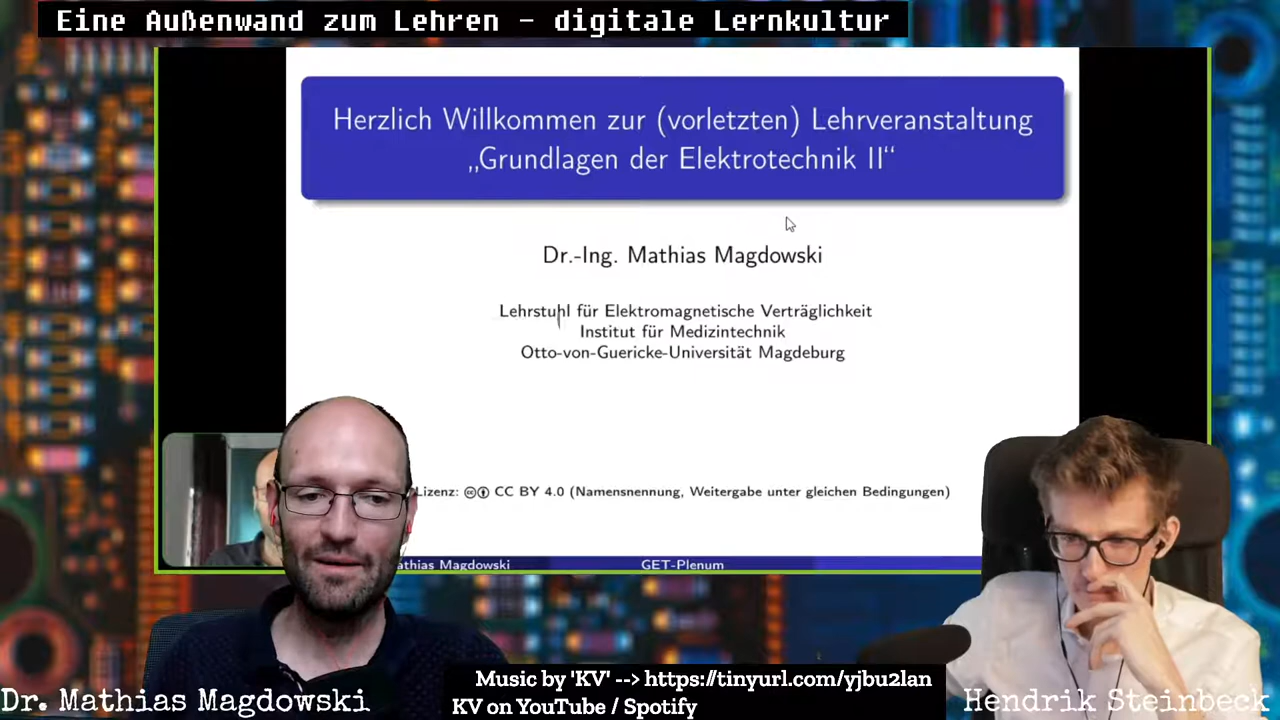 Eine Außenwand zum Lehren - digitale Lernkultur
Herzlich Willkommen zur (vorletzten) Lehrveranstaltung
„Grundlagen der Elektrotechnik II“
Dr.-Ing. Mathias Magdowski
Lehrstuhl für Elektromagnetische Verträglichkeit
Institut für Medizintechnik
Otto-von-Guericke-Universität Magdeburg
Lizenz: CC BY 4.0 (Namensnennung, Weitergabe unter gleichen Bedingungen)
athias Magdowski GET-Plenum
Music by 'KV' --> https://tinyurl.com/yjbu2lan
KV on YouTube / Spotify
Dr. Mathias Magdowski
Hendrik Steinbeck